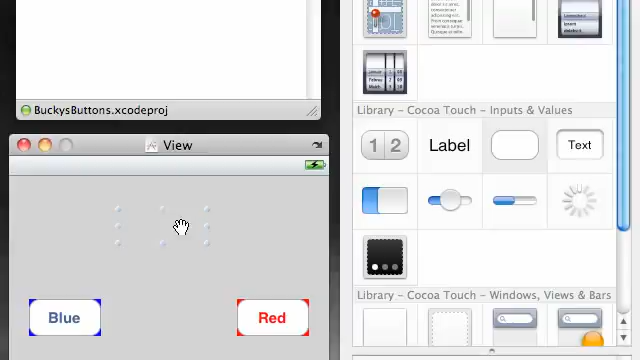 BuckysButtons.xcodeproj
Library – Cocoa Touch – Inputs & Values
View
1 2
Label
Text
Blue
Red
Library – Cocoa Touch – Windows, Views & Bars